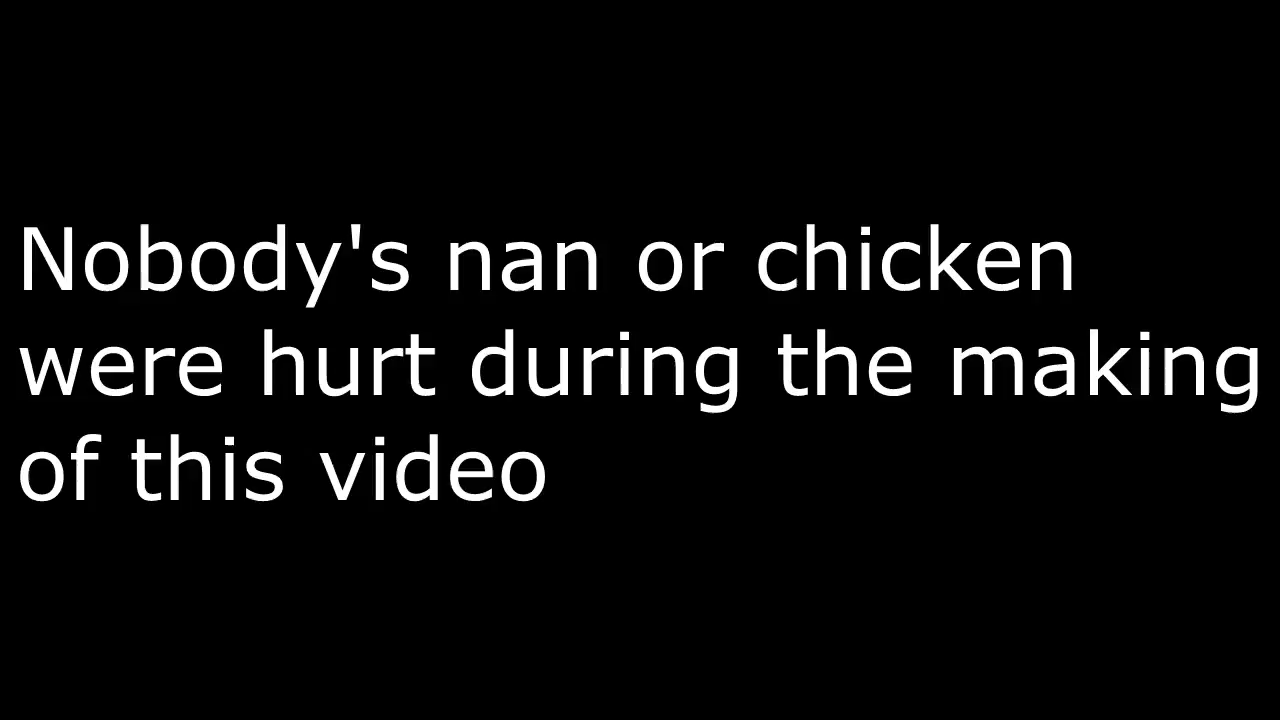 Nobody's nan or chicken
were hurt during the making
of this video